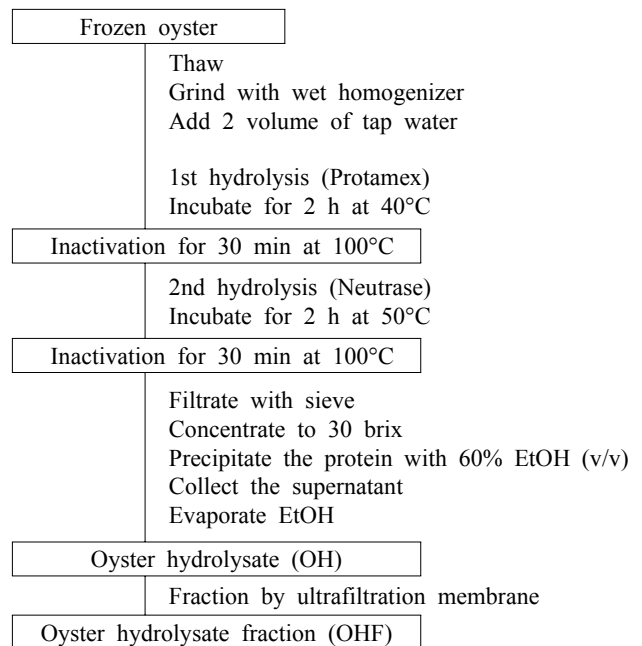 Frozen oyster
Thaw
Grind with wet homogenizer
Add 2 volume of tap water
1st hydrolysis (Protamex)
Incubate for 2 h at 40°C
Inactivation for 30 min at 100°C
2nd hydrolysis (Neutrase)
Incubate for 2 h at 50°C
Inactivation for 30 min at 100°C
Filtrate with sieve
Concentrate to 30 brix
Precipitate the protein with 60% EtOH (v/v)
Collect the supernatant
Evaporate EtOH
Oyster hydrolysate (OH)
Fraction by ultrafiltration membrane
Oyster hydrolysate fraction (OHF)